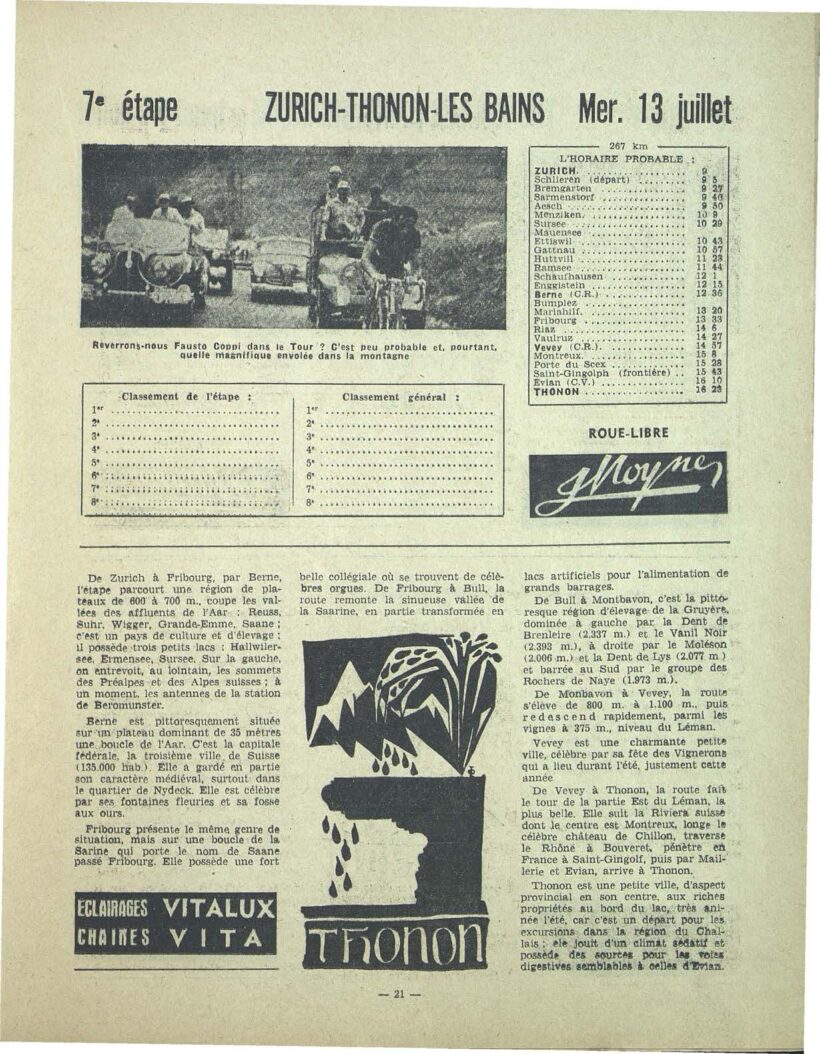 7e étape ZURICH-THONON-LES BAINS Mer. 13 juillet
Reverrons-nous Fausto Coppi dans le Tour ? C'est peu probable et, pourtant,
quelle magnifique envolée dans la montagne
267 km
L'HORAIRE PROBABLE :
ZURICH 9
Schlieren (départ) 9 5
Bremgarten 9 27
Sarmenstorf 9 40
Aesch 9 50
Menziken 10 9
Sursee 10 29
Mauensee
Ettiswil 10 43
Gattnau 10 57
Huttvill 11 23
Ramsee 11 44
Schaufhausen 12 1
Enggistein 12 15
Berne (C.R.) 12 36
Bumpiez
Mariahilf 13 20
Fribourg 13 33
Riaz 14 6
Vaulruz 14 27
Vevey (C.R.) 14 57
Montreux 15 8
Porte du Scex 15 28
Saint-Gingolph (frontière) 15 43
Evian (C.V.) 16 10
THONON 16 23
Classement de l'étape :
1er
2e
3e
4e
5e
6e
7e
8e
Classement général :
1er
2e
3e
4e
5e
6e
7e
8e
ROUE-LIBRE
J Moyne
De Zurich à Fribourg, par Berne,
l'étape parcourt une région de pla-
teaux de 600 à 700 m., coupe les val-
lées des affluents de l'Aar : Reuss,
Suhr, Wigger, Grande-Emme, Saane ;
c'est un pays de culture et d'élevage ;
il possède trois petits lacs : Hallwiler-
see, Ermensee, Sursee. Sur la gauche,
on entrevoit, au lointain, les sommets
des Préalpes et des Alpes suisses ; à
un moment, les antennes de la station
de Beromunster.
Berne est pittoresquement située
sur un plateau dominant de 35 mètres
une boucle de l'Aar. C'est la capitale
fédérale, la troisième ville de Suisse
(135.000 hab.). Elle a gardé en partie
son caractère médiéval, surtout dans
le quartier de Nydeck. Elle est célèbre
par ses fontaines fleuries et sa fosse
aux ours.
Fribourg présente le même genre de
situation, mais sur une boucle de la
Sarine qui porte le nom de Saane
passé Fribourg. Elle possède une fort
ECLAIRAGES VITALUX
CHAINES VITA
belle collégiale où se trouvent de célè-
bres orgues. De Fribourg à Bull, la
route remonte la sinueuse vallée de
la Saarine, en partie transformée en
THONON
lacs artificiels pour l'alimentation de
grands barrages.
De Bull à Montbavon, c'est la pitto-
resque région d'élevage de la Gruyère,
dominée à gauche par la Dent de
Brenleire (2.337 m.) et le Vanil Noir
(2.393 m.), à droite par le Moléson
(2.006 m.) et la Dent de Lys (2.077 m.)
et barrée au Sud par le groupe des
Rochers de Naye (1.973 m.).
De Monbavon à Vevey, la route
s'élève de 800 m. à 1.100 m., puis
redescend rapidement, parmi les
vignes à 375 m., niveau du Léman.
Vevey est une charmante petite
ville, célèbre par sa fête des Vignerons
qui a lieu durant l'été, justement cette
année
De Vevey à Thonon, la route fait
le tour de la partie Est du Léman, la
plus belle. Elle suit la Riviera suisse
dont le centre est Montreux, longe le
célèbre château de Chillon, traverse
le Rhône à Bouveret, pénètre en
France à Saint-Gingolf, puis par Mail-
lerie et Evian, arrive à Thonon.
Thonon est une petite ville, d'aspect
provincial en son centre, aux riches
propriétés au bord du lac, très ani-
née l'été, car c'est un départ pour les
excursions dans la région du Chal-
lais ; ele jouit d'un climat sédatif et
possède des sources pour les voies
digestives semblables à celles d'Evian.
— 21 —